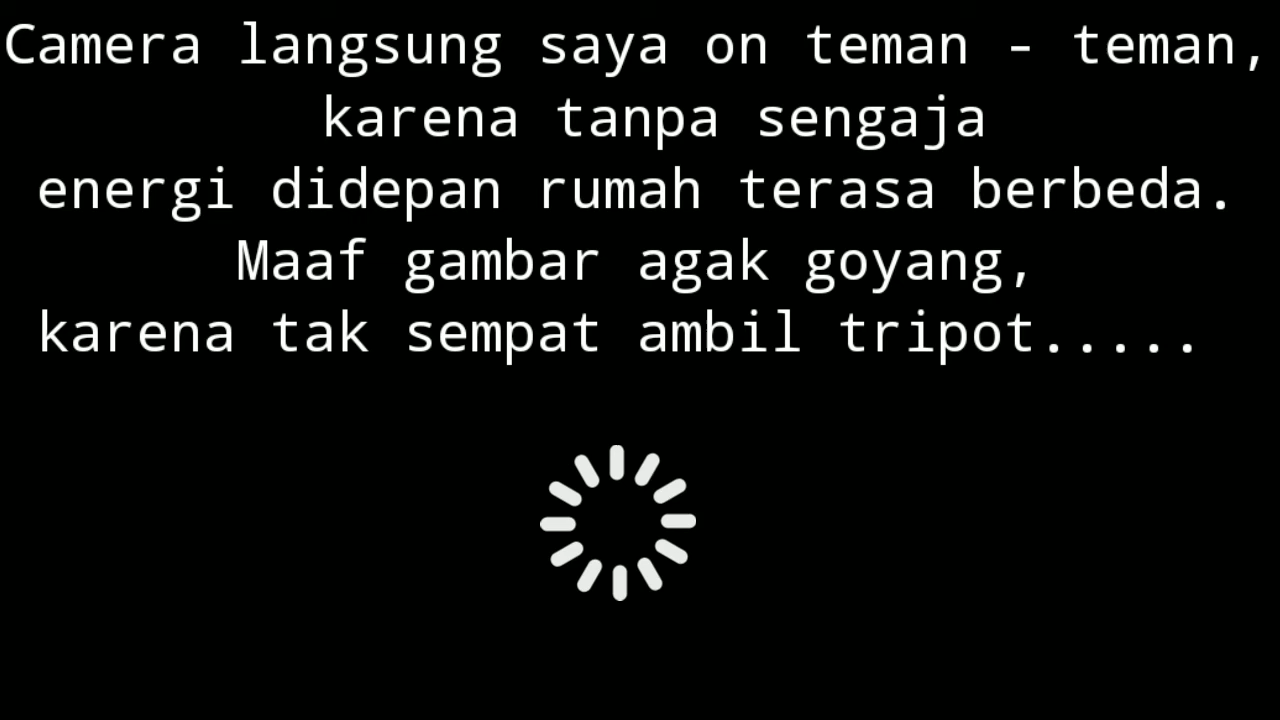 Camera langsung saya on teman - teman,
karena tanpa sengaja
energi didepan rumah terasa berbeda.
Maaf gambar agak goyang,
karena tak sempat ambil tripot.....